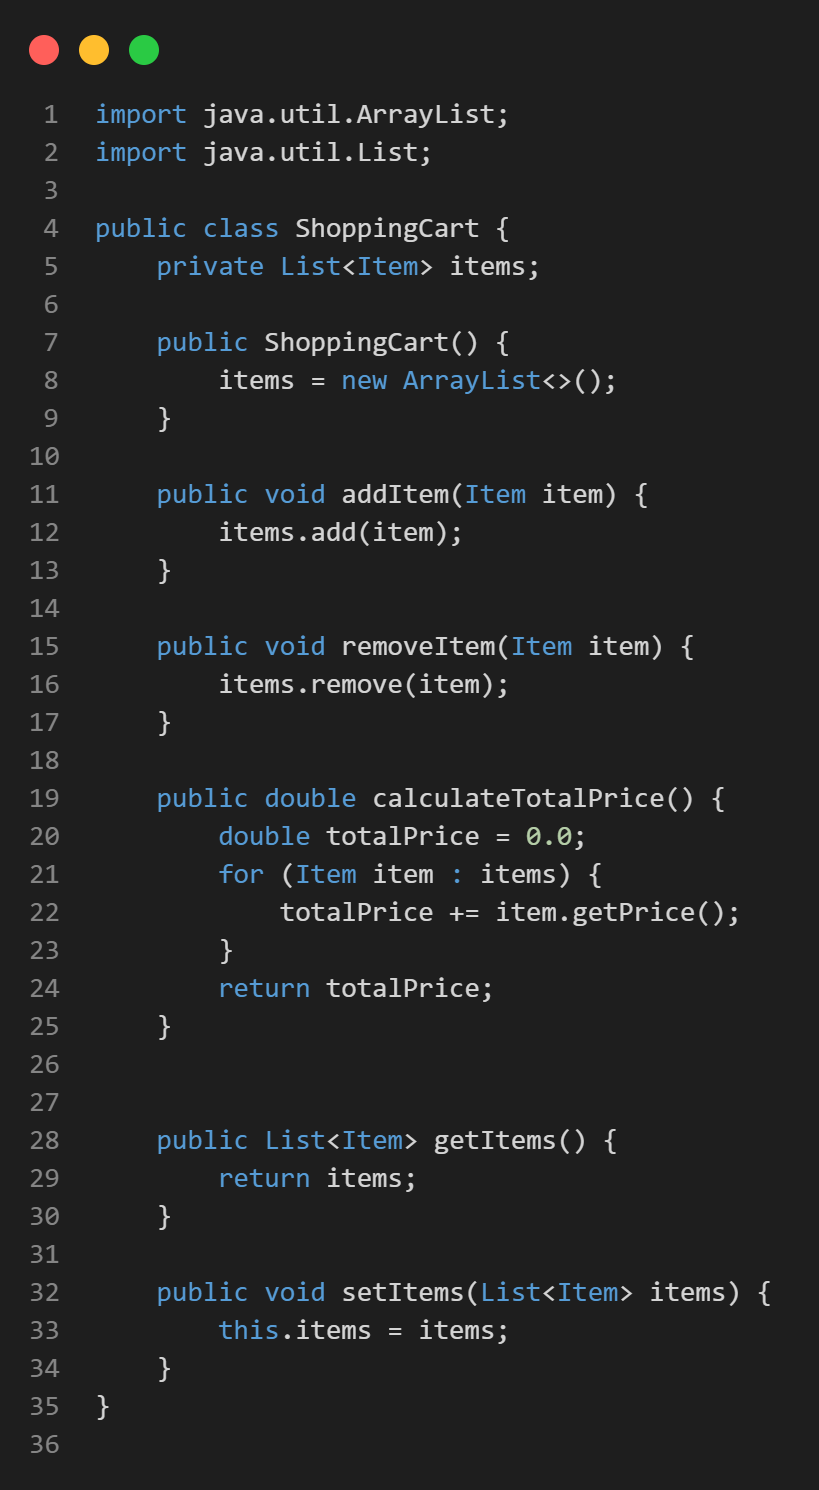 1 import java.util.ArrayList;
2 import java.util.List;
3
4 public class ShoppingCart {
5     private List<Item> items;
6
7     public ShoppingCart() {
8         items = new ArrayList<>();
9     }
10
11     public void addItem(Item item) {
12         items.add(item);
13     }
14
15     public void removeItem(Item item) {
16         items.remove(item);
17     }
18
19     public double calculateTotalPrice() {
20         double totalPrice = 0.0;
21         for (Item item : items) {
22             totalPrice += item.getPrice();
23         }
24         return totalPrice;
25     }
26
27
28     public List<Item> getItems() {
29         return items;
30     }
31
32     public void setItems(List<Item> items) {
33         this.items = items;
34     }
35 }
36